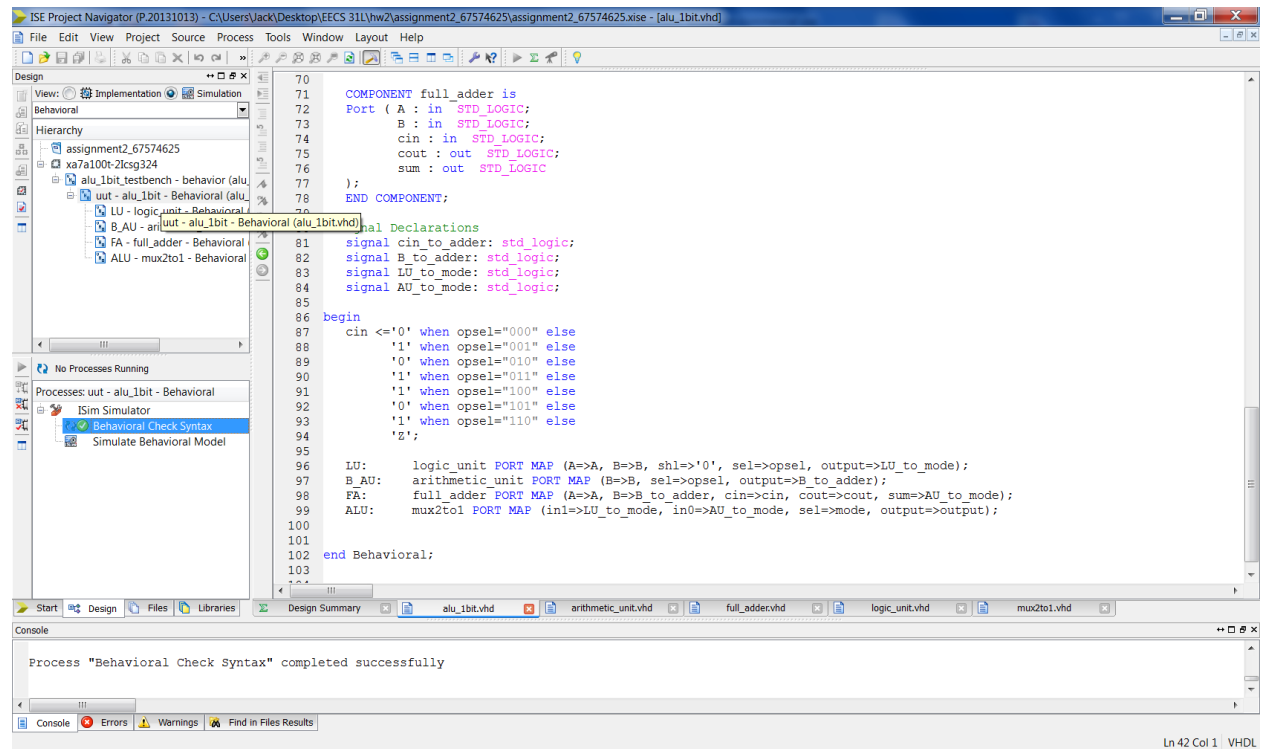 ISE Project Navigator (P.20131013) - C:\Users\Jack\Desktop\EECS 31L\hw2\assignment2_67574625\assignment2_67574625.xise - [alu_1bit.vhd]
File Edit View Project Source Process Tools Window Layout Help
Design
View: Implementation Simulation
Behavioral
Hierarchy
assignment2_67574625
xa7a100t-2Icsg324
alu_1bit_testbench - behavior (alu_
uut - alu_1bit - Behavioral (alu_
LU - logic_unit - Behavioral (
uut - alu_1bit - Behavioral (alu_1bit.vhd)
B_AU - ari
FA - full_adder - Behavioral (
ALU - mux2to1 - Behavioral
No Processes Running
Processes: uut - alu_1bit - Behavioral
ISim Simulator
Behavioral Check Syntax
Simulate Behavioral Model
70
71 COMPONENT full_adder is
72 Port ( A : in STD_LOGIC;
73 B : in STD_LOGIC;
74 cin : in STD_LOGIC;
75 cout : out STD_LOGIC;
76 sum : out STD_LOGIC
77 );
78 END COMPONENT;
nal Declarations
81 signal cin_to_adder: std_logic;
82 signal B_to_adder: std_logic;
83 signal LU_to_mode: std_logic;
84 signal AU_to_mode: std_logic;
85
86 begin
87 cin <='0' when opsel="000" else
88 '1' when opsel="001" else
89 '0' when opsel="010" else
90 '1' when opsel="011" else
91 '1' when opsel="100" else
92 '0' when opsel="101" else
93 '1' when opsel="110" else
94 'Z';
95
96 LU: logic_unit PORT MAP (A=>A, B=>B, shl=>'0', sel=>opsel, output=>LU_to_mode);
97 B_AU: arithmetic_unit PORT MAP (B=>B, sel=>opsel, output=>B_to_adder);
98 FA: full_adder PORT MAP (A=>A, B=>B_to_adder, cin=>cin, cout=>cout, sum=>AU_to_mode);
99 ALU: mux2to1 PORT MAP (in1=>LU_to_mode, in0=>AU_to_mode, sel=>mode, output=>output);
100
101
102 end Behavioral;
103
Start Design Files Libraries
Design Summary alu_1bit.vhd arithmetic_unit.vhd full_adder.vhd logic_unit.vhd mux2to1.vhd
Console
Process "Behavioral Check Syntax" completed successfully
Console Errors Warnings Find in Files Results
Ln 42 Col 1 VHDL